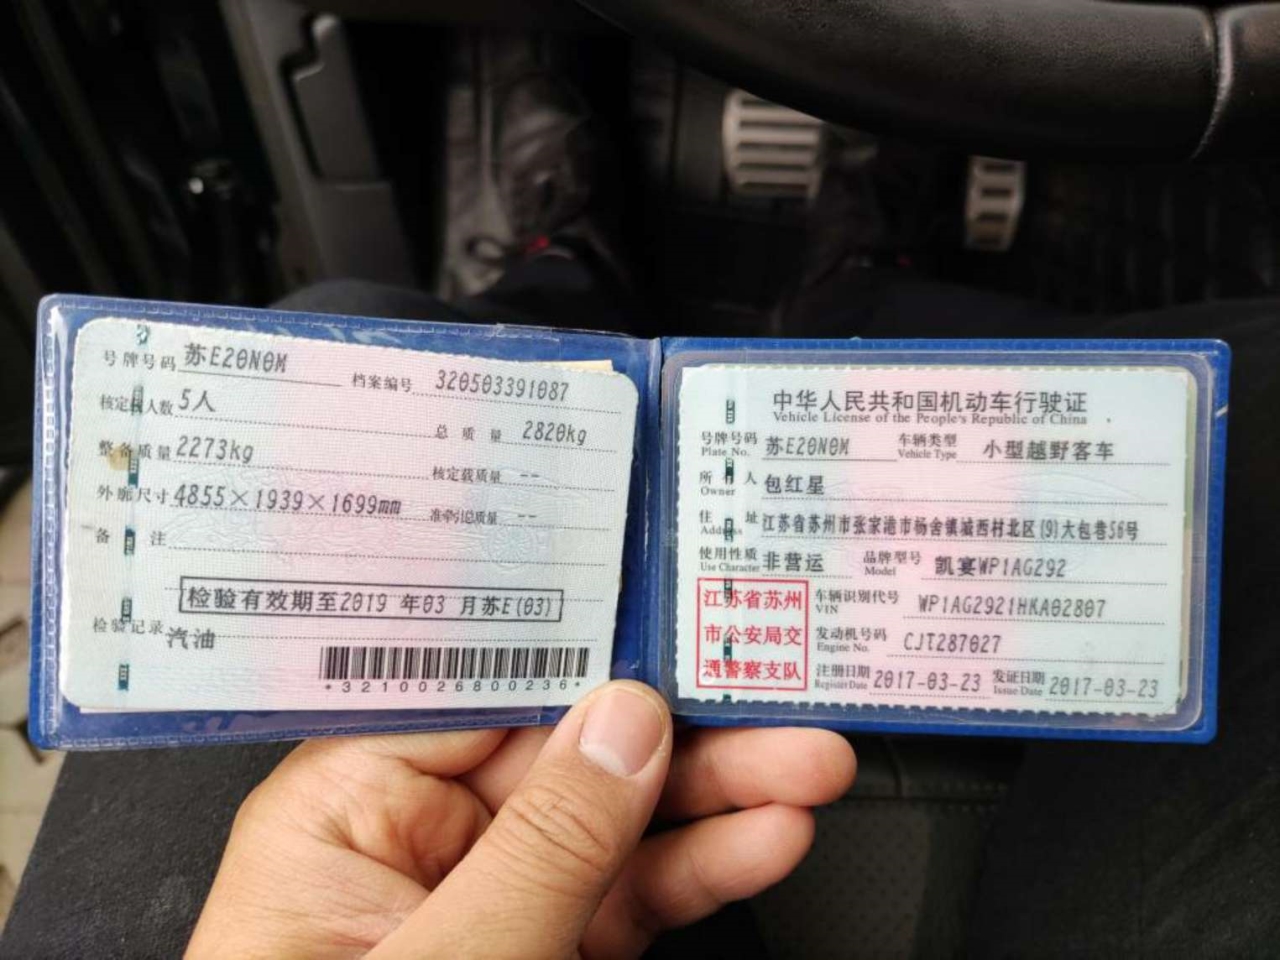 号牌号码 苏E20N0M 档案编号 320503391087
核定载人数 5人 总质量 2820kg
整备质量 2273kg 核定载质量 --
外廓尺寸 4855×1939×1699mm 准牵引总质量 --
备注
检验有效期至2019 年03 月苏E(03)
检验记录 汽油
*3210026800236*
中华人民共和国机动车行驶证
Vehicle License of the People's Republic of China
号牌号码 苏E20N0M 车辆类型 小型越野客车
Plate No. Vehicle Type
所有人 包红星
Owner
住址 江苏省苏州市张家港市杨舍镇城西村北区(9)大包巷56号
Address
使用性质 非营运 品牌型号 凯宴WP1AG292
Use Character Model
江苏省苏州
市公安局交
通警察支队
车辆识别代号 WP1AG2921HKA02807
VIN
发动机号码 CJT287027
Engine No.
注册日期 2017-03-23 发证日期 2017-03-23
Register Date Issue Date